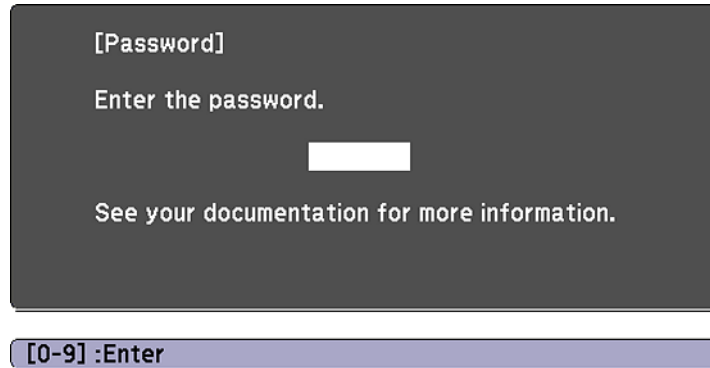 [Password]
Enter the password.
See your documentation for more information.
[0-9] :Enter